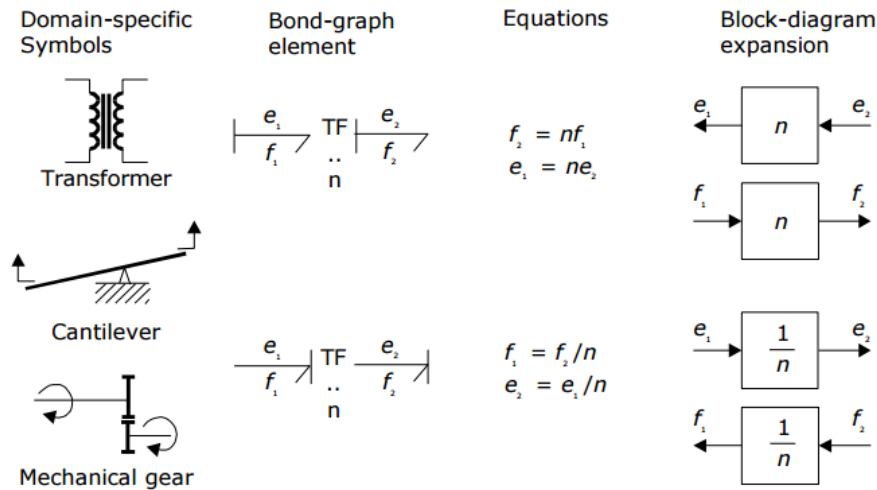 Domain-specific Symbols
Bond-graph element
Equations
Block-diagram expansion
Transformer
e₁ TF e₂
f₁ .. f₂
n
f₂ = nf₁
e₁ = ne₂
e₁ n e₂
f₁ n f₂
Cantilever
Mechanical gear
e₁ TF e₂
f₁ .. f₂
n
f₁ = f₂/n
e₂ = e₁/n
e₁ 1/n e₂
f₁ 1/n f₂